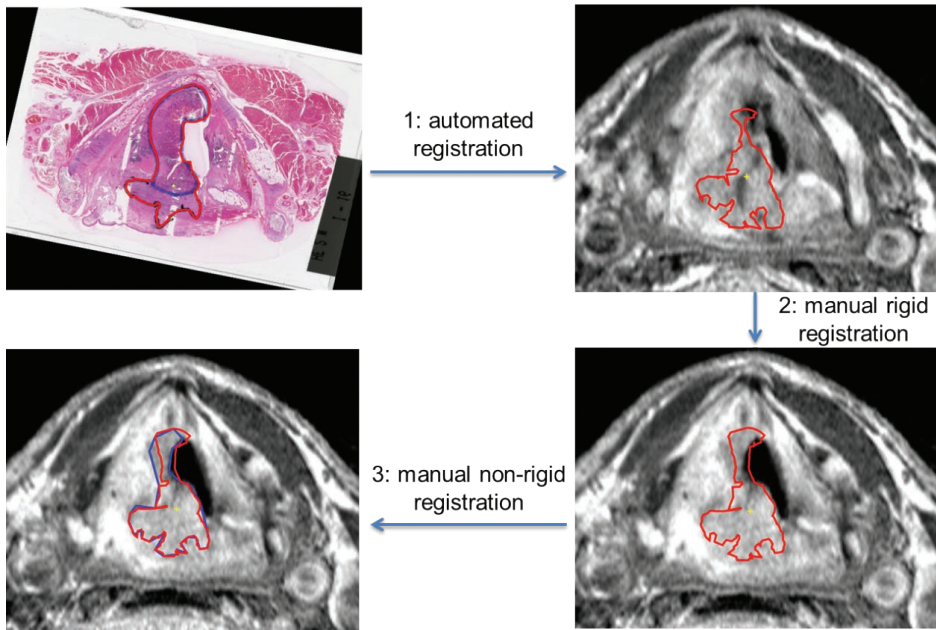 1: automated
registration
2: manual rigid
registration
3: manual non-rigid
registration